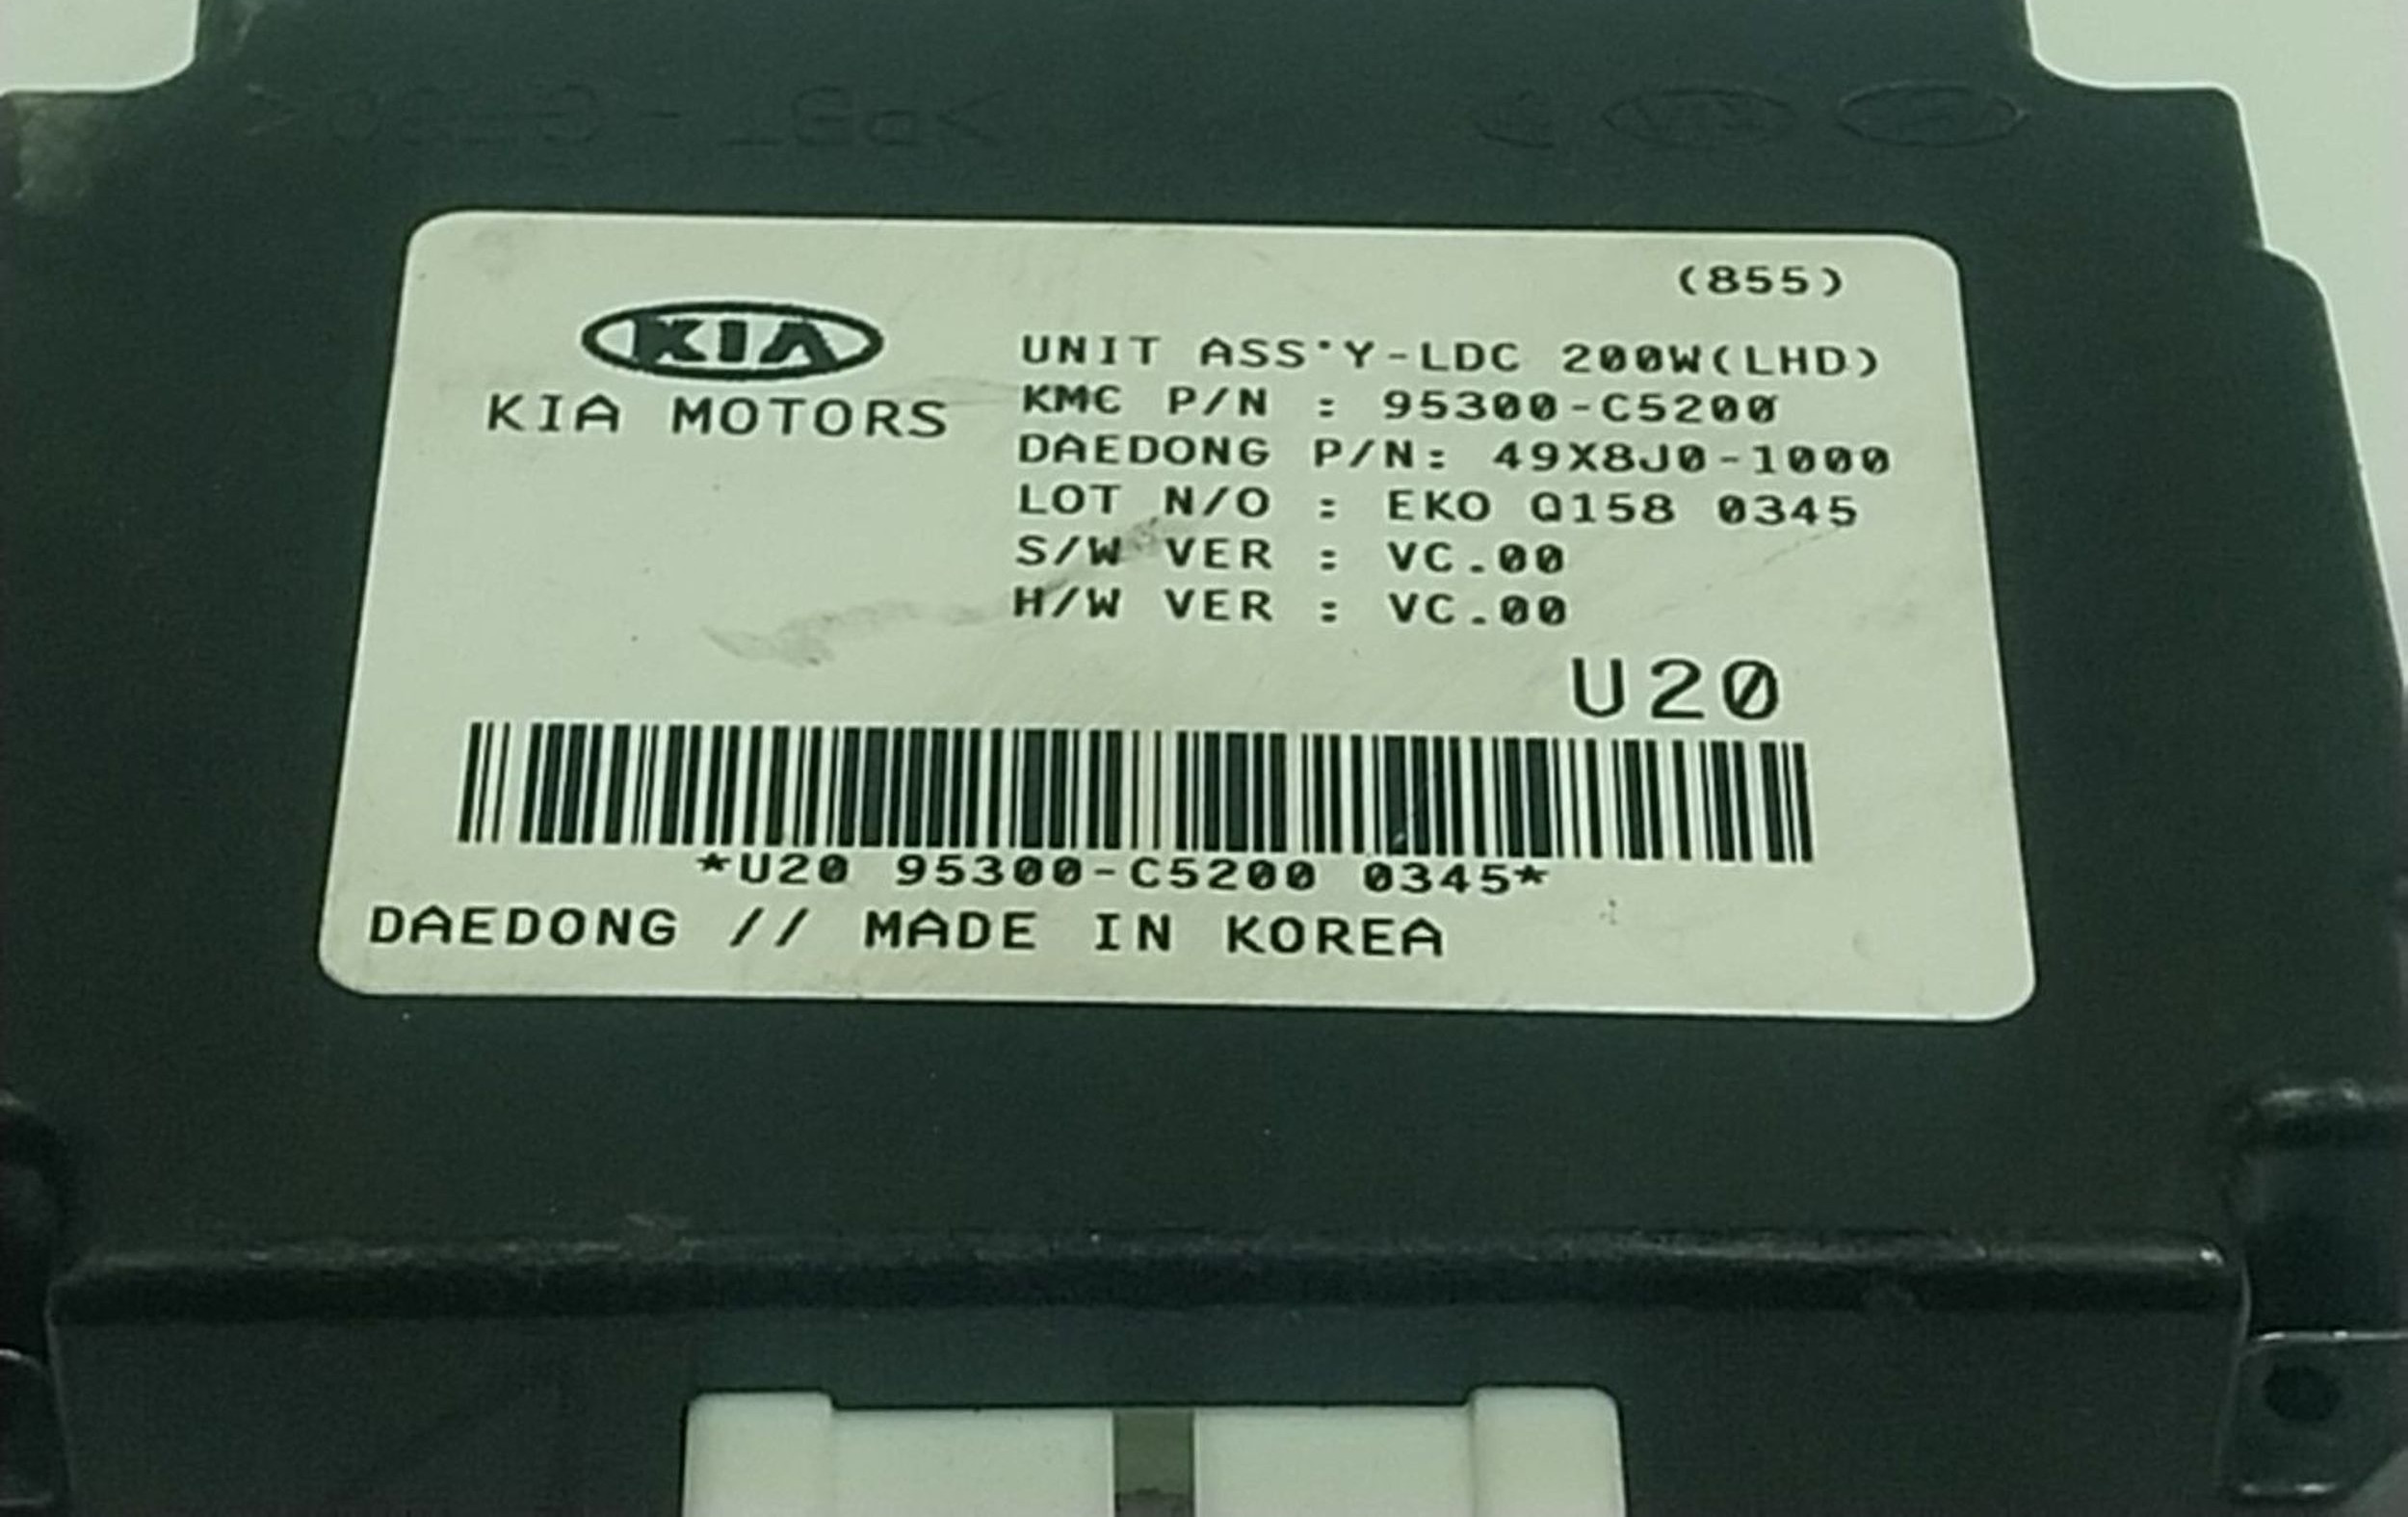 (855)
KIA
KIA MOTORS
UNIT ASS'Y-LDC 200W(LHD)
KMC P/N : 95300-C5200
DAEDONG P/N: 49X8J0-1000
LOT N/O : EKO Q158 0345
S/W VER : VC.00
H/W VER : VC.00
U20
*U20 95300-C5200 0345*
DAEDONG // MADE IN KOREA